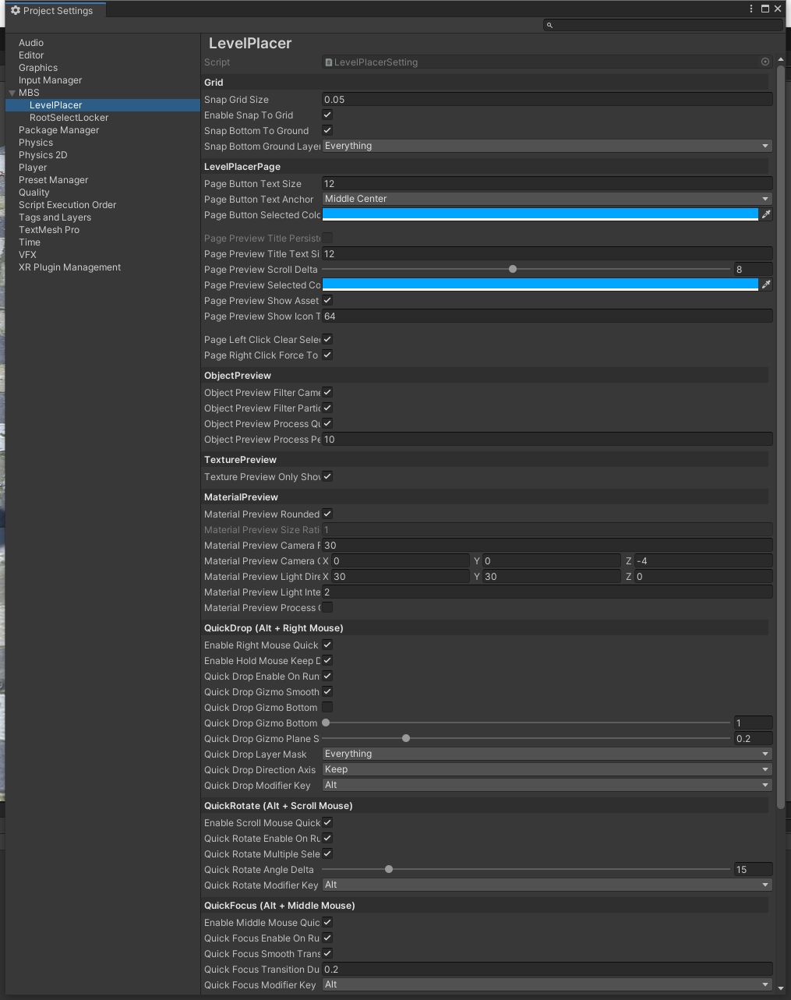 Project Settings
Audio
Editor
Graphics
Input Manager
MBS
LevelPlacer
RootSelectLocker
Package Manager
Physics
Physics 2D
Player
Preset Manager
Quality
Script Execution Order
Tags and Layers
TextMesh Pro
Time
VFX
XR Plugin Management
LevelPlacer
Script LevelPlacerSetting
Grid
Snap Grid Size 0.05
Enable Snap To Grid
Snap Bottom To Ground
Snap Bottom Ground Layer Everything
LevelPlacerPage
Page Button Text Size 12
Page Button Text Anchor Middle Center
Page Button Selected Colo
Page Preview Title Persiste
Page Preview Title Text Si 12
Page Preview Scroll Delta 8
Page Preview Selected Co
Page Preview Show Asset
Page Preview Show Icon T 64
Page Left Click Clear Sele
Page Right Click Force To
ObjectPreview
Object Preview Filter Came
Object Preview Filter Partic
Object Preview Process Qu
Object Preview Process Pe 10
TexturePreview
Texture Preview Only Show
MaterialPreview
Material Preview Rounded
Material Preview Size Rati 1
Material Preview Camera F 30
Material Preview Camera O X 0 Y 0 Z -4
Material Preview Light Dire X 30 Y 30 Z 0
Material Preview Light Inte 2
Material Preview Process Q
QuickDrop (Alt + Right Mouse)
Enable Right Mouse Quick
Enable Hold Mouse Keep D
Quick Drop Enable On Run
Quick Drop Gizmo Smooth
Quick Drop Gizmo Bottom
Quick Drop Gizmo Bottom 1
Quick Drop Gizmo Plane S 0.2
Quick Drop Layer Mask Everything
Quick Drop Direction Axis Keep
Quick Drop Modifier Key Alt
QuickRotate (Alt + Scroll Mouse)
Enable Scroll Mouse Quick
Quick Rotate Enable On Ru
Quick Rotate Multiple Sele
Quick Rotate Angle Delta 15
Quick Rotate Modifier Key Alt
QuickFocus (Alt + Middle Mouse)
Enable Middle Mouse Quic
Quick Focus Enable On Ru
Quick Focus Smooth Trans
Quick Focus Transition Du 0.2
Quick Focus Modifier Key Alt